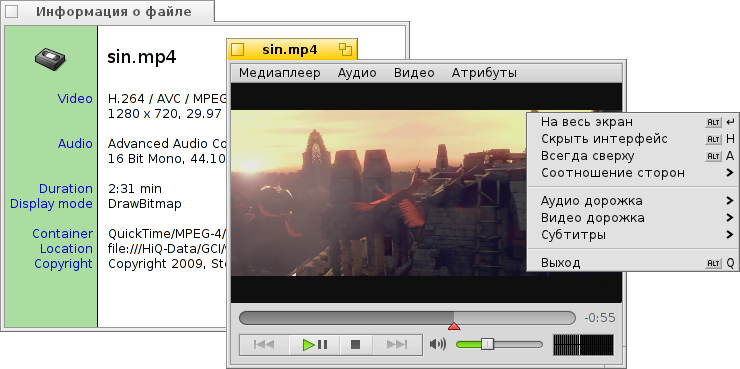 Информация о файле
sin.mp4
Video H.264 / AVC / MPEG
1280 x 720, 29.97
Audio Advanced Audio Co
16 Bit Mono, 44.10
Duration 2:31 min
Display mode DrawBitmap
Container QuickTime/MPEG-4/
Location file:///HiQ-Data/GCI/
Copyright Copyright 2009, Ste
sin.mp4
Медиаплеер Аудио Видео Атрибуты
На весь экран ALT ↵
Скрыть интерфейс ALT H
Всегда сверху ALT A
Соотношение сторон
Аудио дорожка
Видео дорожка
Субтитры
Выход ALT Q
-0:55